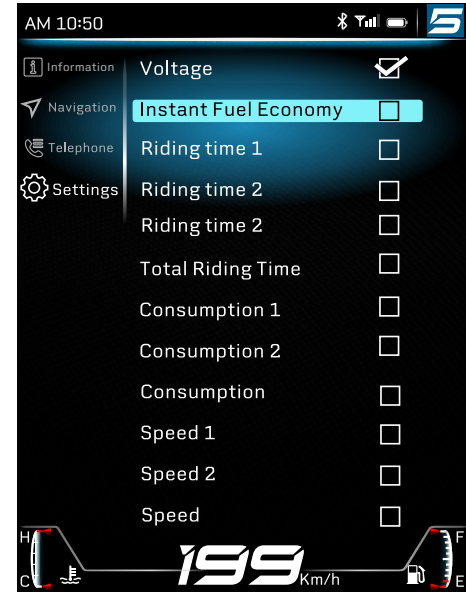 AM 10:50
5
Information
Navigation
Telephone
Settings
Voltage
Instant Fuel Economy
Riding time 1
Riding time 2
Riding time 2
Total Riding Time
Consumption 1
Consumption 2
Consumption
Speed 1
Speed 2
Speed
H
C
199 Km/h
F
E